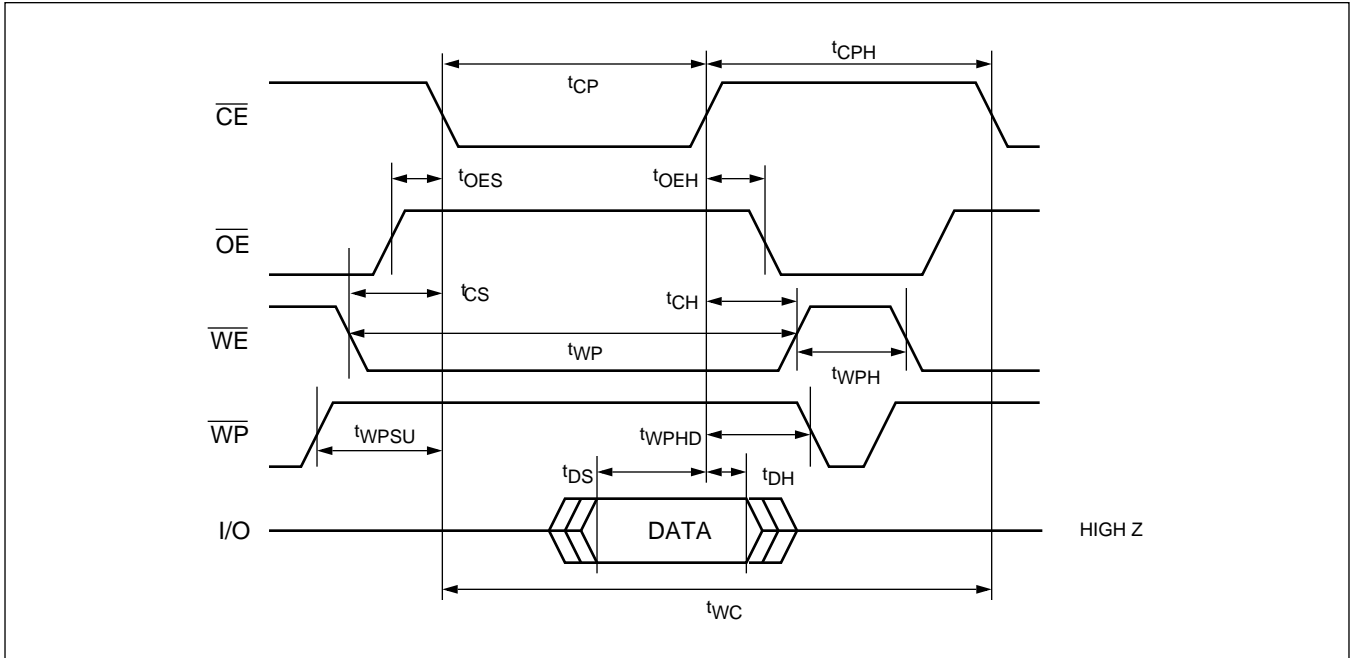 tCPH
tCP
CE
tOES
tOEH
OE
tCS
tCH
WE
tWP
tWPH
WP
tWPSU
tWPHD
tDS
tDH
I/O
DATA
HIGH Z
tWC